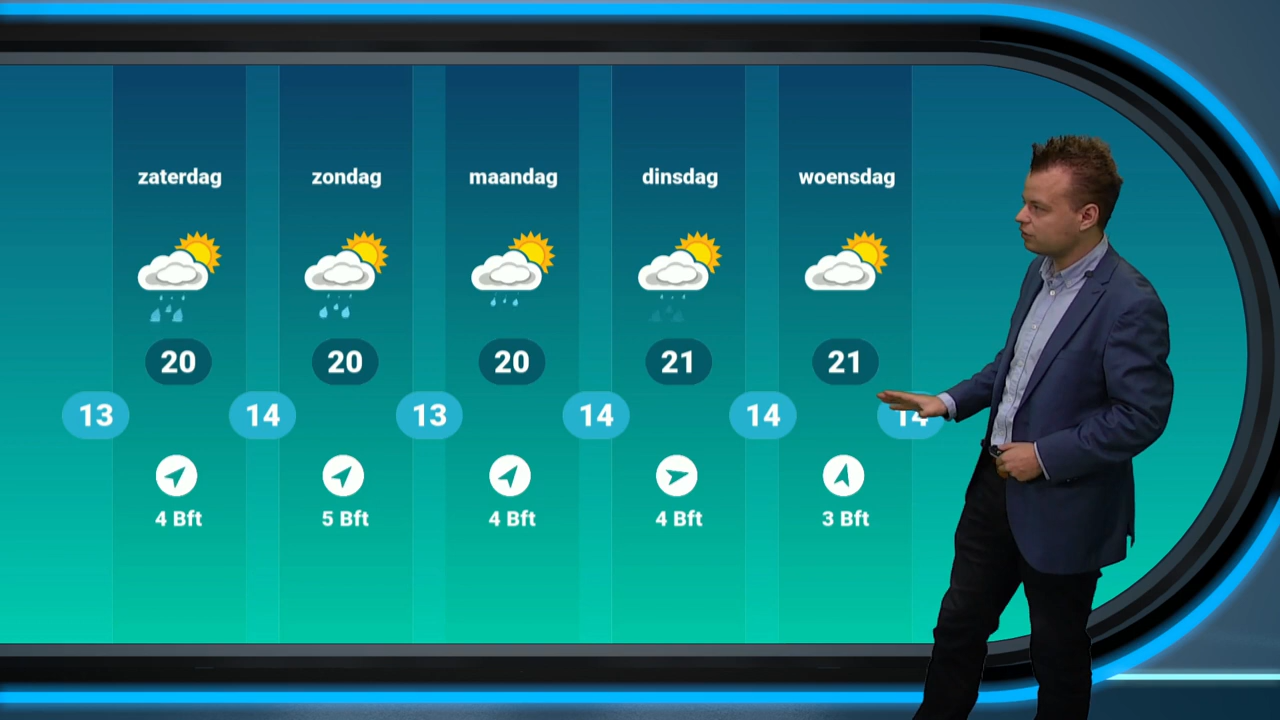 zaterdag zondag maandag dinsdag woensdag
20 20 20 21 21
13 14 13 14 14 14
4 Bft 5 Bft 4 Bft 4 Bft 3 Bft